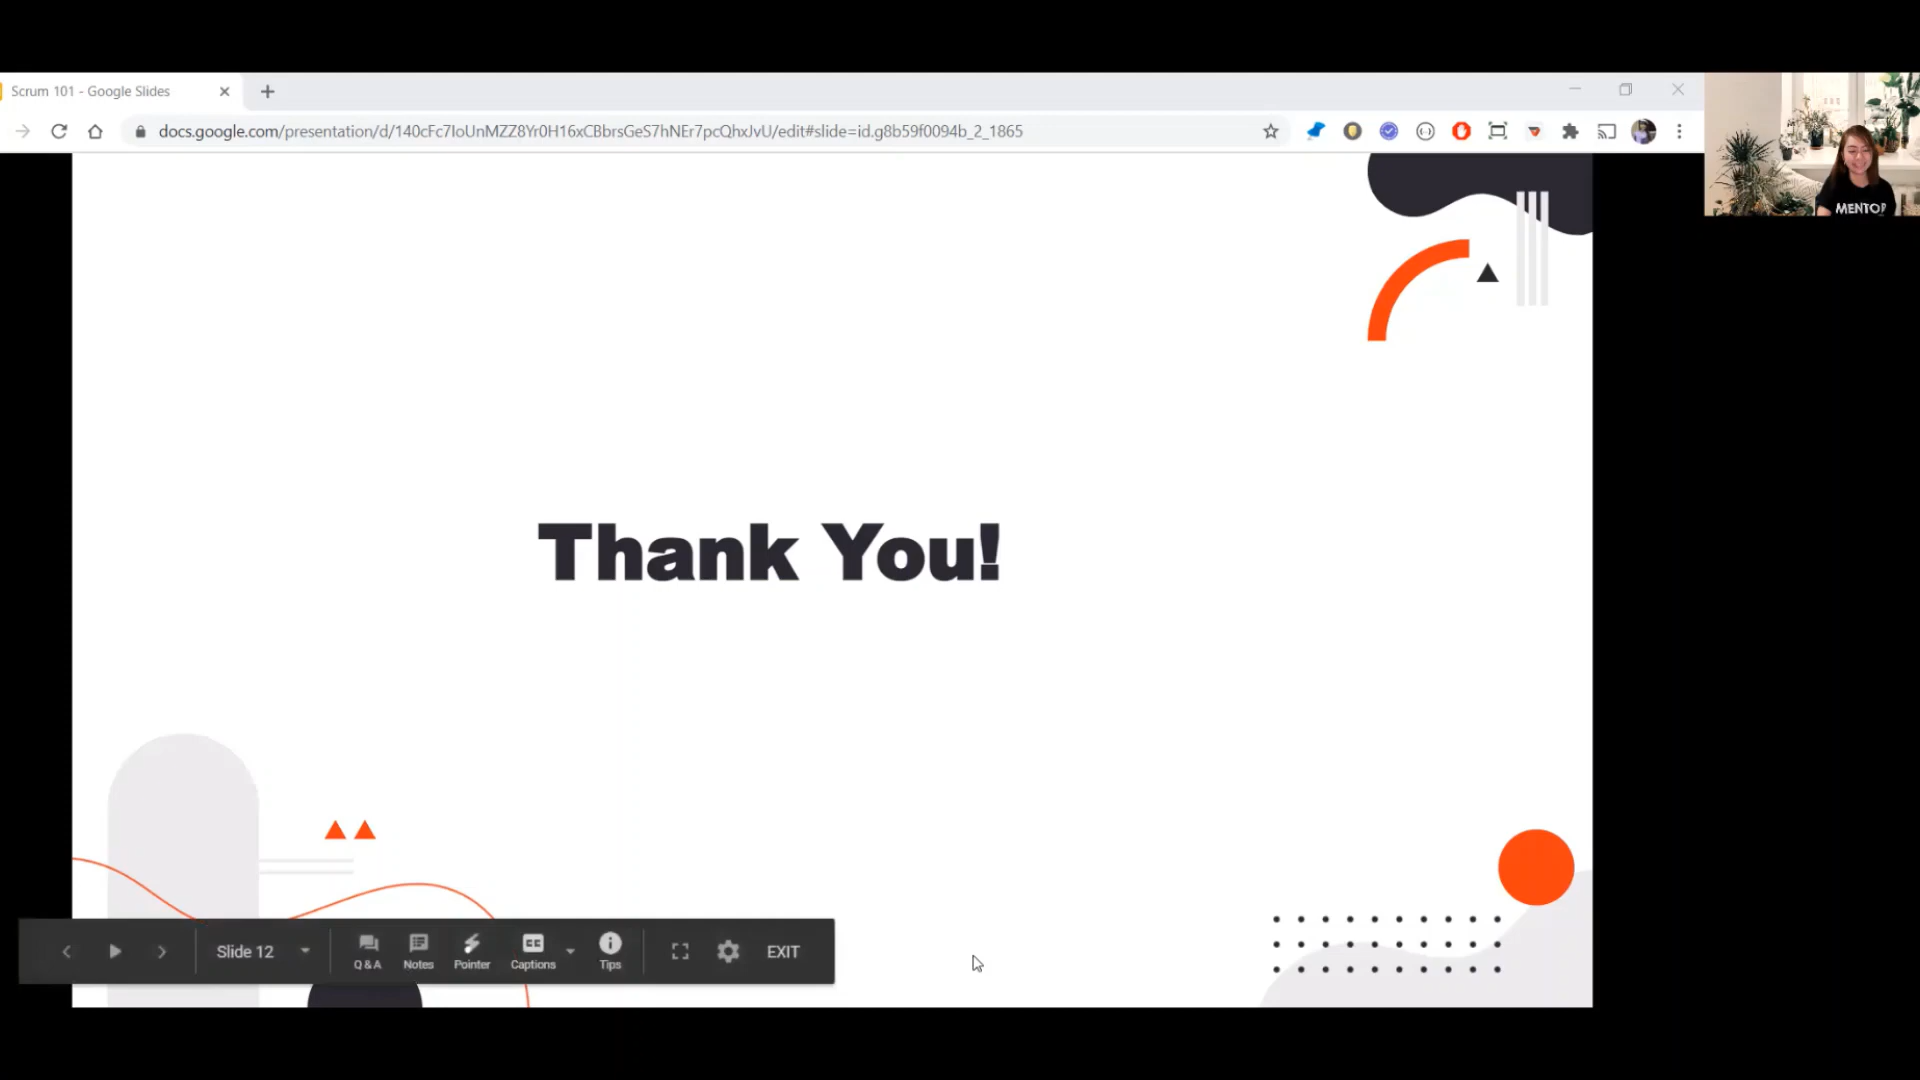 Scrum 101 - Google Slides
docs.google.com/presentation/d/140cFc7IoUnMZZ8Yr0H16xCBbrsGeS7hNEr7pcQhxJvU/edit#slide=id.g8b59f0094b_2_1865
MENTOR
Thank You!
Slide 12
Q & A
Notes
Pointer
CC
Captions
Tips
EXIT